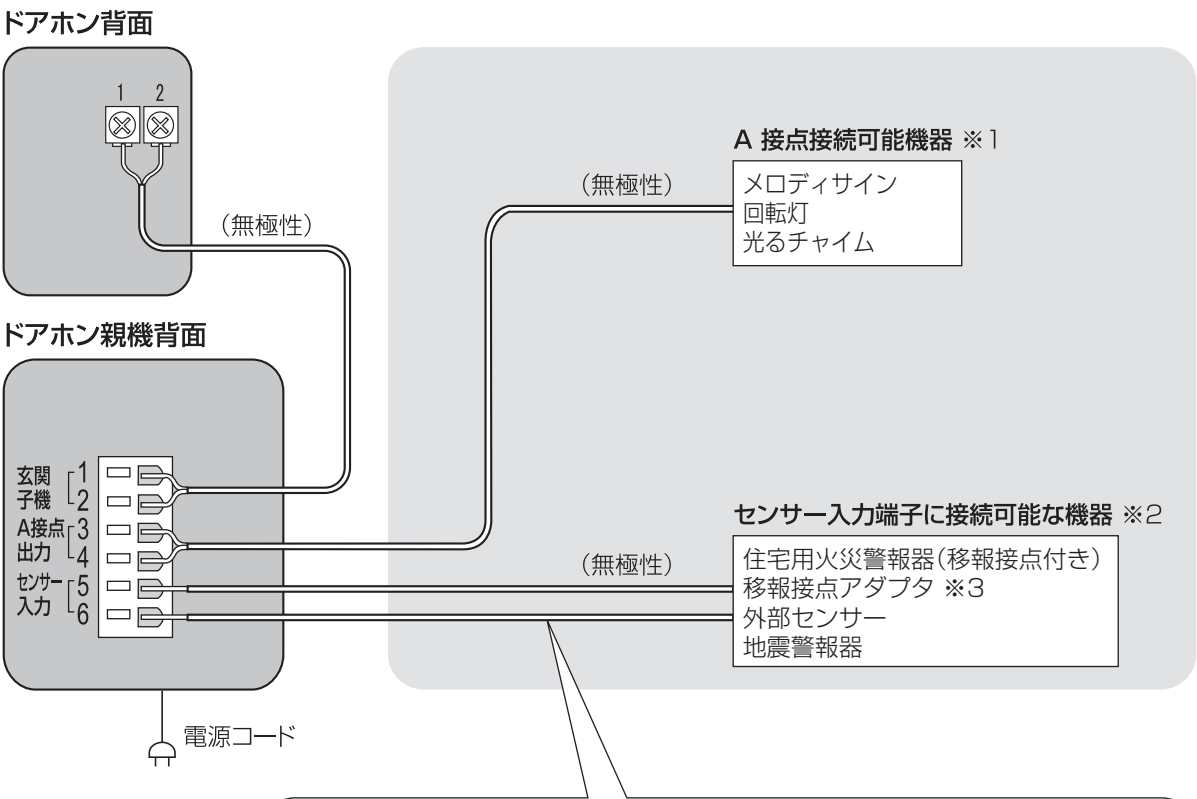 ドアホン背面
1 2
(無極性)
A 接点接続可能機器 ※1
(無極性)
メロディサイン
回転灯
光るチャイム
ドアホン親機背面
玄関子機 1 2
A接点出力 3 4
センサー入力 5 6
電源コード
センサー入力端子に接続可能な機器 ※2
(無極性)
住宅用火災警報器(移報接点付き)
移報接点アダプタ ※3
外部センサー
地震警報器